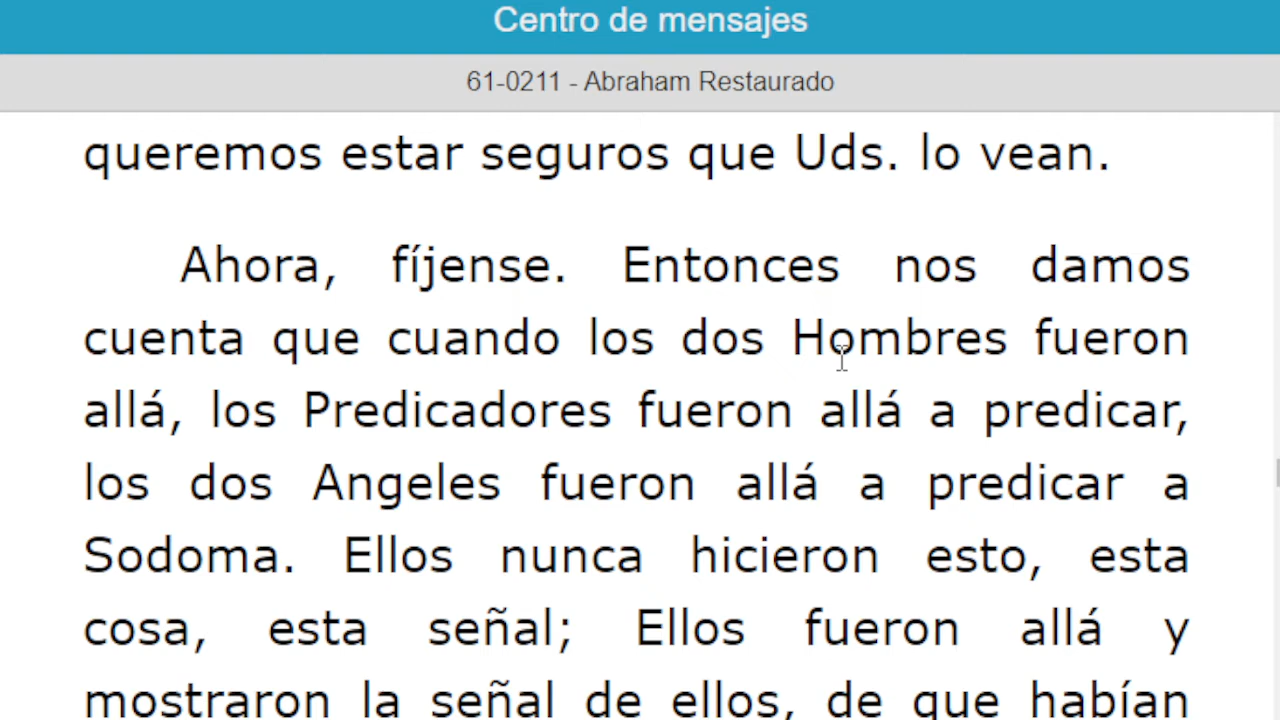 Centro de mensajes
61-0211 - Abraham Restaurado
queremos estar seguros que Uds. lo vean.
Ahora, fíjense. Entonces nos damos
cuenta que cuando los dos Hombres fueron
allá, los Predicadores fueron allá a predicar,
los dos Angeles fueron allá a predicar a
Sodoma. Ellos nunca hicieron esto, esta
cosa, esta señal; Ellos fueron allá y
mostraron la señal de ellos, de que habían